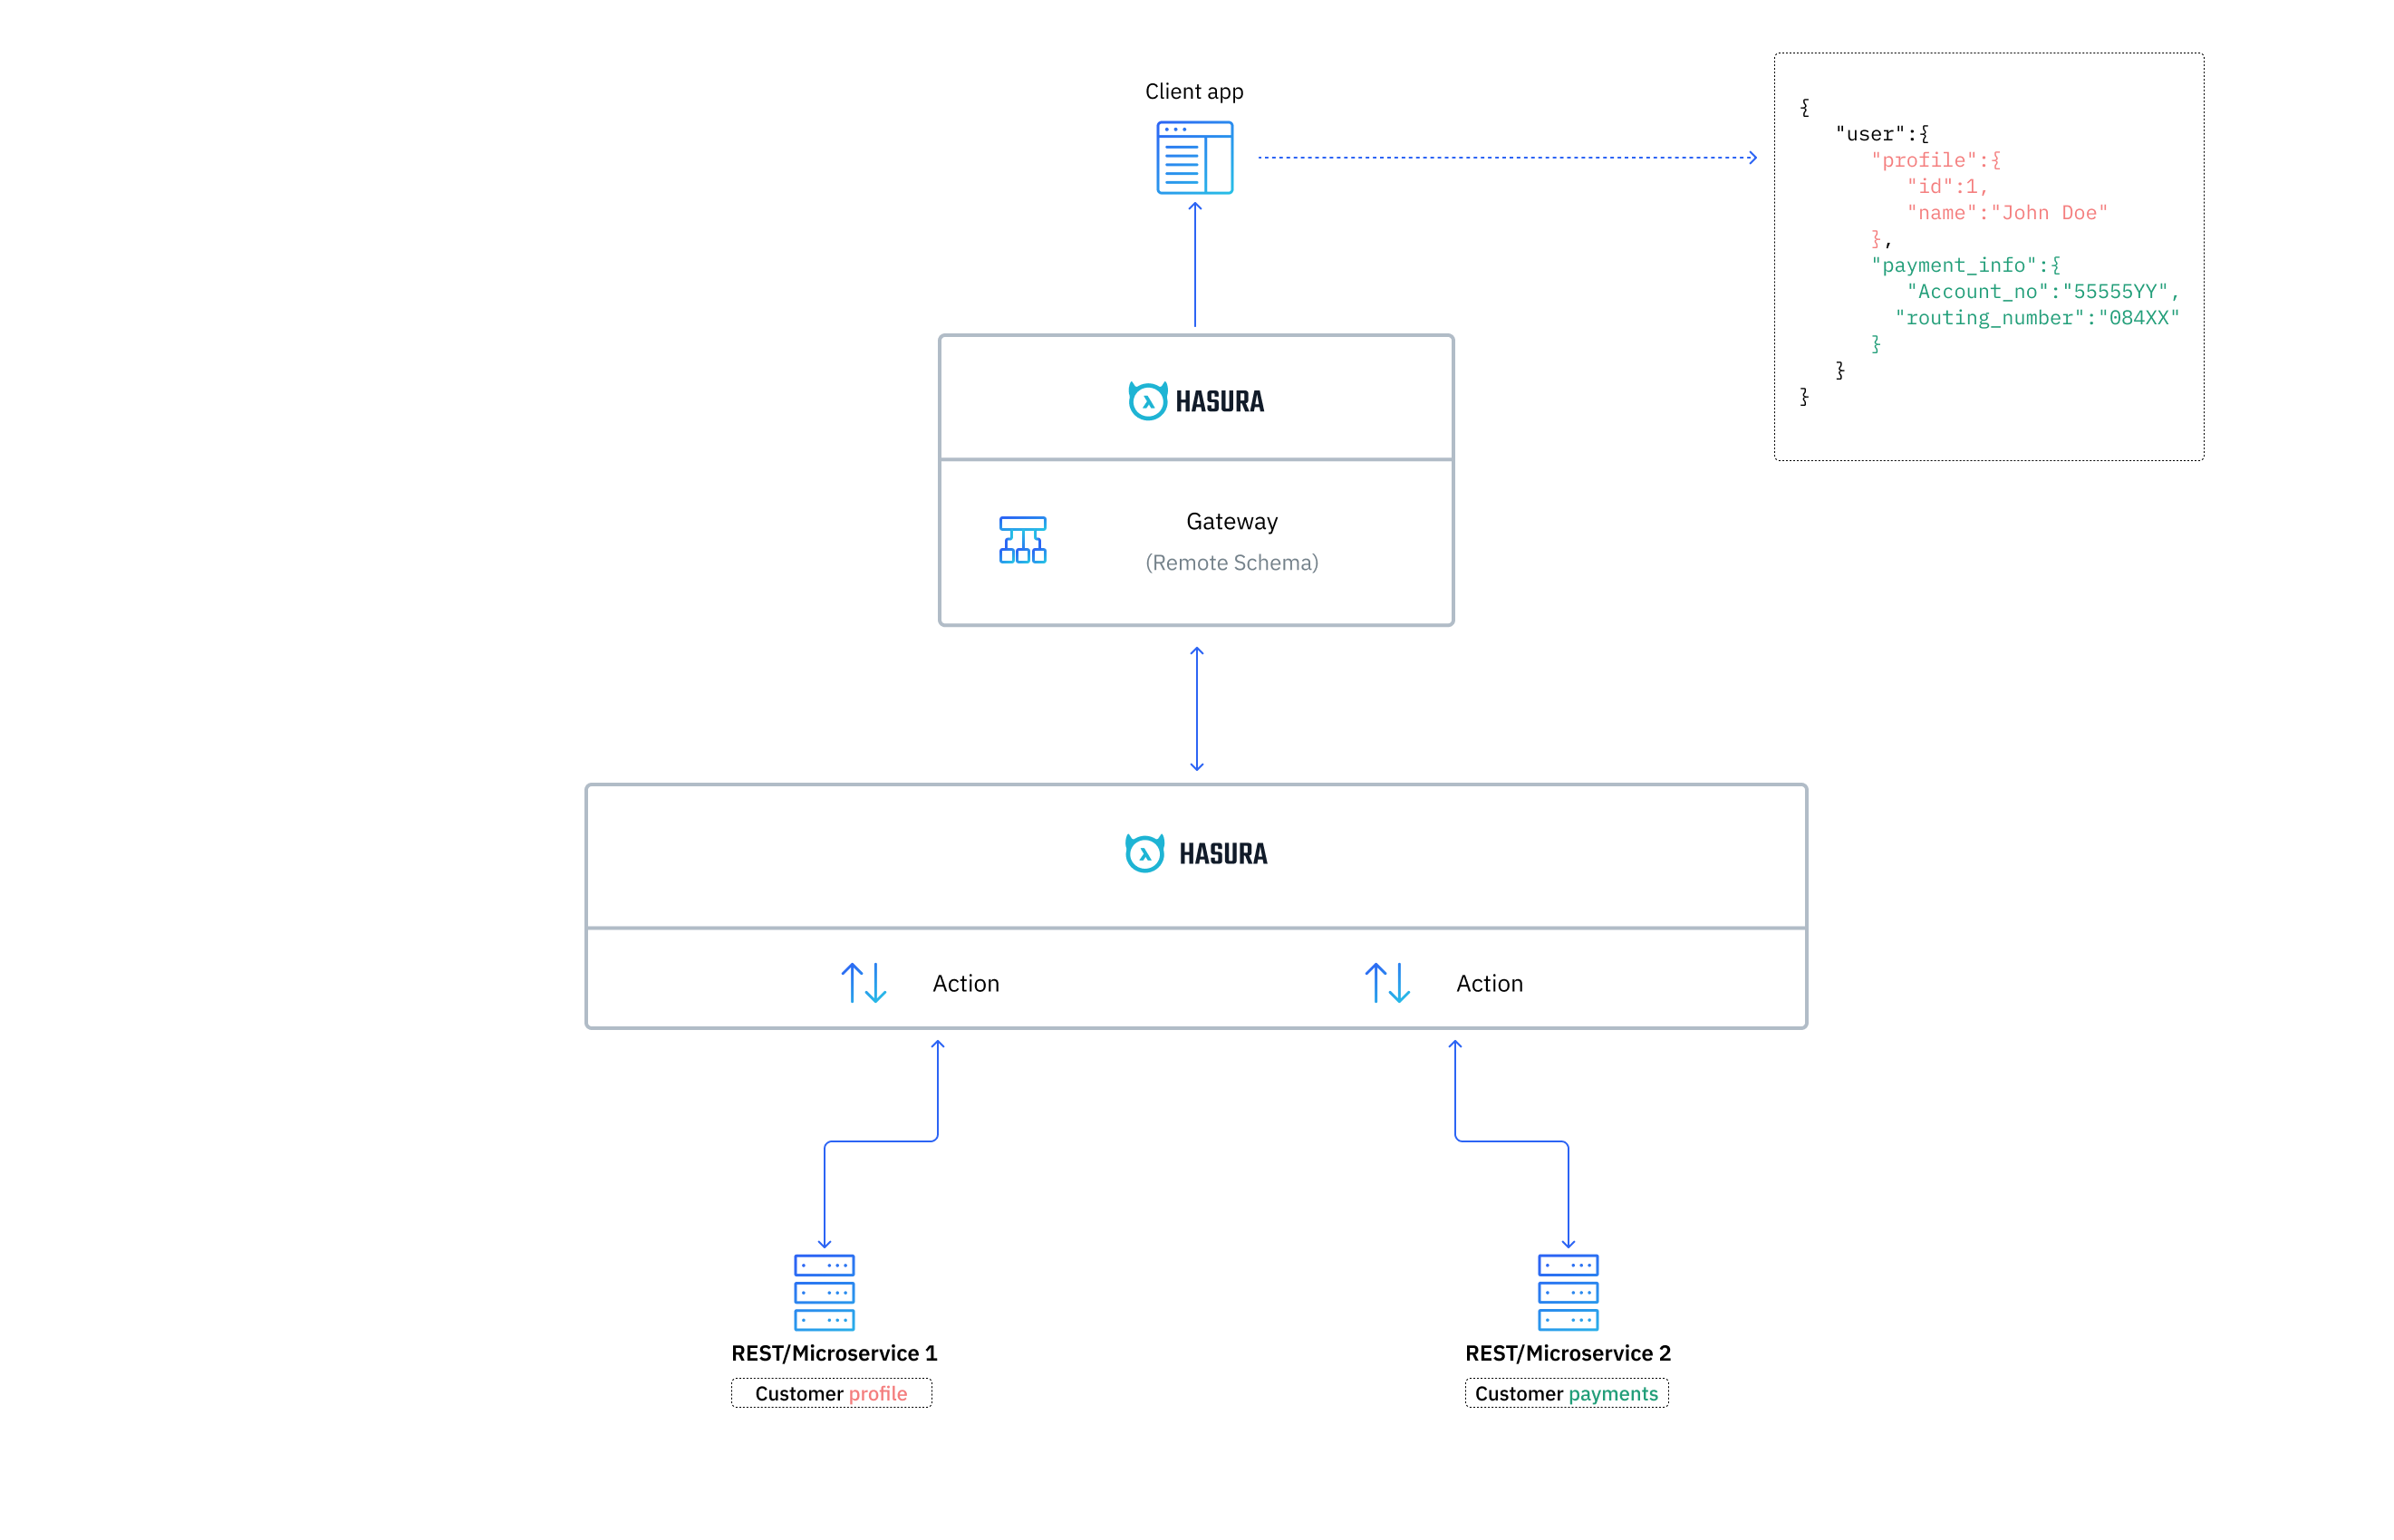 Client app
{
"user":{
"profile":{
"id":1,
"name":"John Doe"
},
"payment_info":{
"Account_no":"55555YY",
"routing_number":"084XX"
}
}
}
HASURA
Gateway
(Remote Schema)
HASURA
Action
Action
REST/Microservice 1
Customer profile
REST/Microservice 2
Customer payments